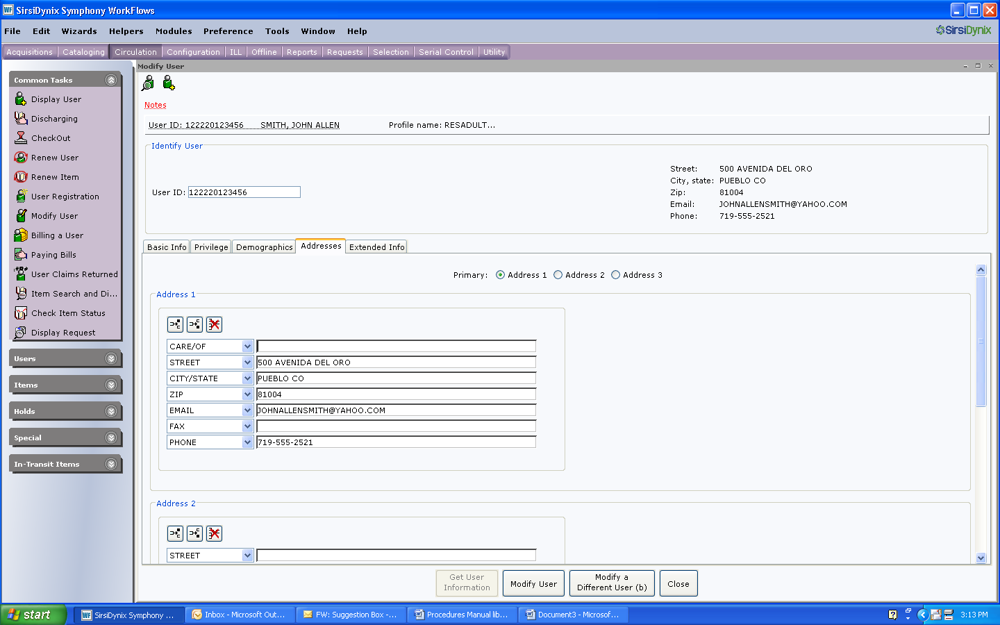 WF SirsiDynix Symphony WorkFlows
File Edit Wizards Helpers Modules Preference Tools Window Help
SirsiDynix
Acquisitions Cataloging Circulation Configuration ILL Offline Reports Requests Selection Serial Control Utility
Common Tasks
Display User
Discharging
CheckOut
Renew User
Renew Item
User Registration
Modify User
Billing a User
Paying Bills
User Claims Returned
Item Search and Di...
Check Item Status
Display Request
Users
Items
Holds
Special
In-Transit Items
Modify User
Notes
User ID: 122220123456 SMITH, JOHN ALLEN Profile name: RESADULT...
Identify User
User ID: 122220123456
Street: 500 AVENIDA DEL ORO
City, state: PUEBLO CO
Zip: 81004
Email: JOHNALLENSMITH@YAHOO.COM
Phone: 719-555-2521
Basic Info Privilege Demographics Addresses Extended Info
Primary: Address 1 Address 2 Address 3
Address 1
CARE/OF
STREET 500 AVENIDA DEL ORO
CITY/STATE PUEBLO CO
ZIP 81004
EMAIL JOHNALLENSMITH@YAHOO.COM
FAX
PHONE 719-555-2521
Address 2
STREET
Get User
Information
Modify User
Modify a
Different User (b)
Close
start WF SirsiDynix Symphony ... Inbox - Microsoft Out... FW: Suggestion Box -... Procedures Manual lib... Document3 - Microsof... 3:13 PM